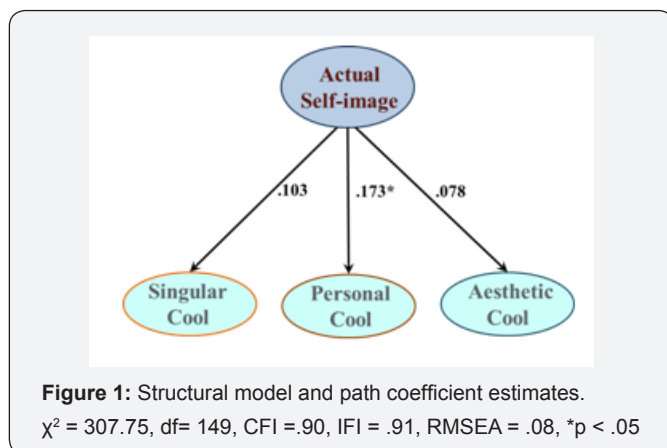 Actual
Self-image
.103
.173*
.078
Singular
Cool
Personal
Cool
Aesthetic
Cool
Figure 1: Structural model and path coefficient estimates.
χ² = 307.75, df= 149, CFI =.90, IFI = .91, RMSEA = .08, *p < .05